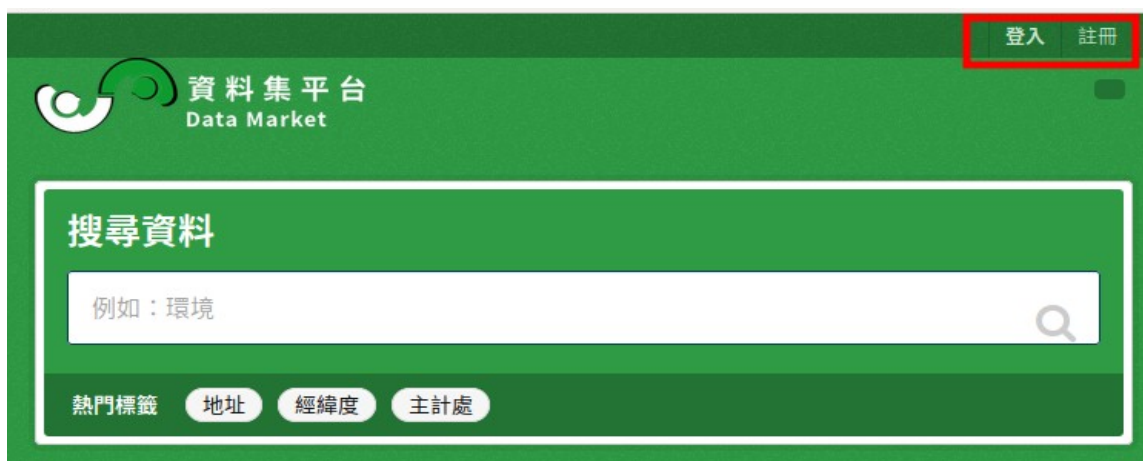 登入 註冊
資料集平台
Data Market
搜尋資料
例如：環境
熱門標籤 地址 經緯度 主計處